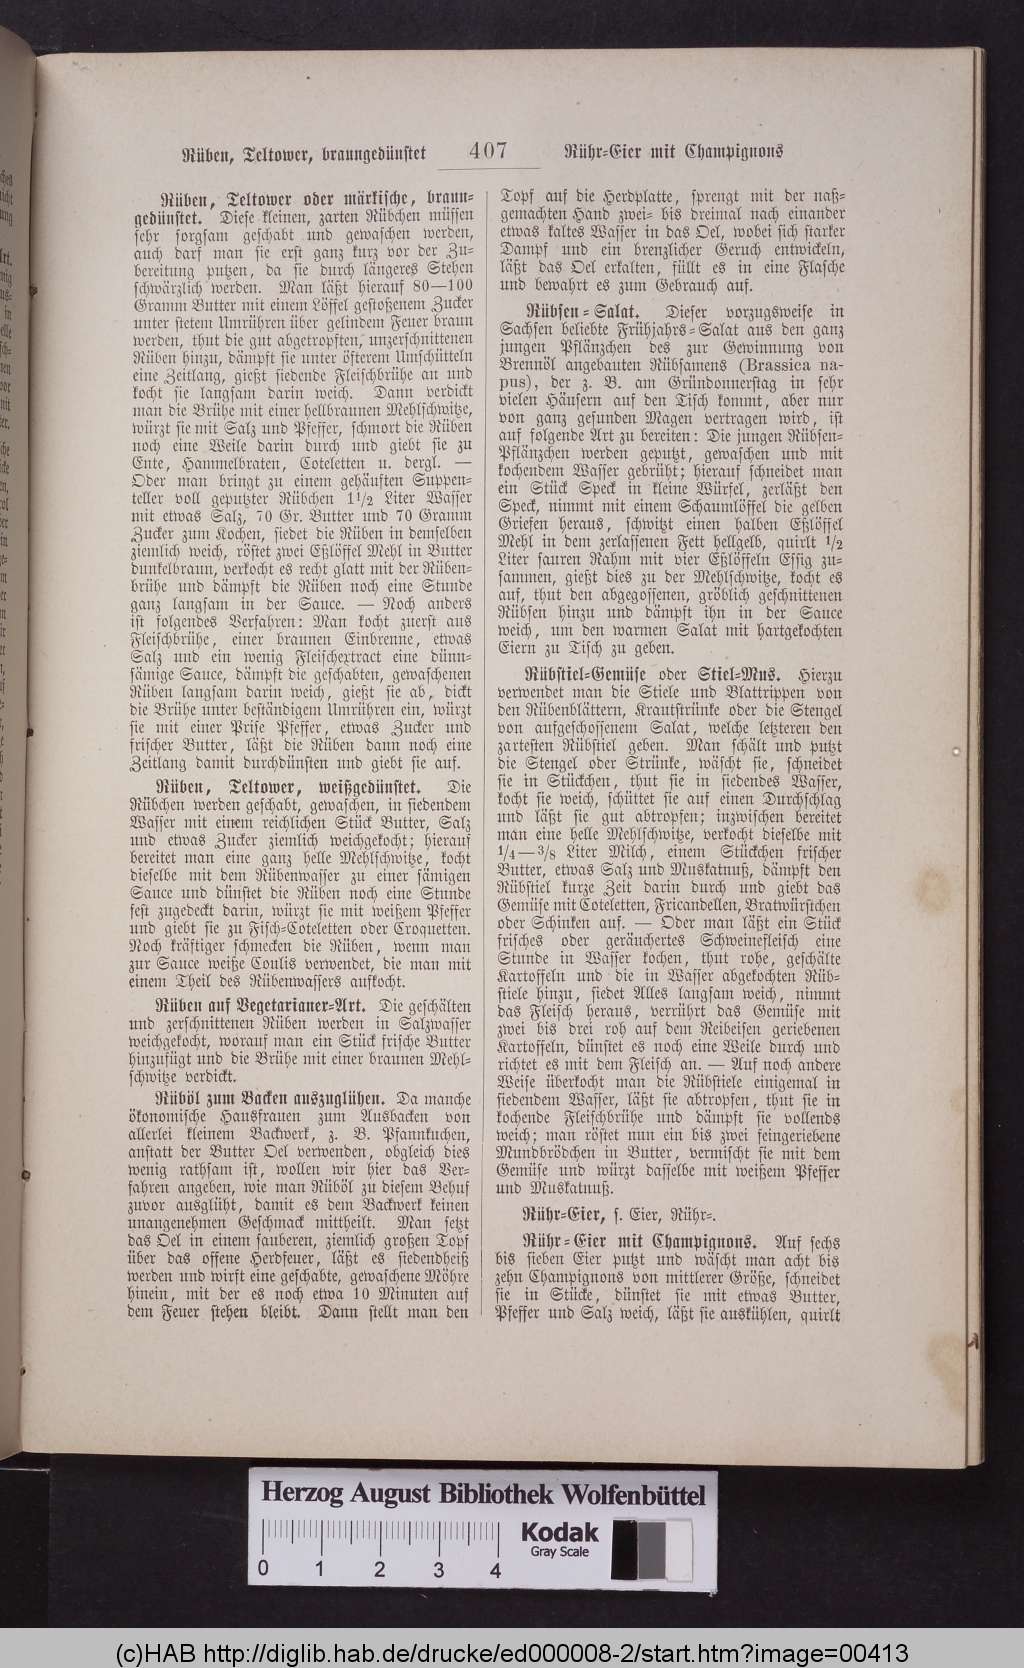 Rüben, Teltower, braungedünstet 407 Rühr-Eier mit Champignons
Rüben, Teltower oder märkische, braun-
gedünstet. Diese kleinen, zarten Rübchen müssen
sehr sorgsam geschabt und gewaschen werden,
auch darf man sie erst ganz kurz vor der Zu-
bereitung putzen, da sie durch längeres Stehen
schwärzlich werden. Man läßt hierauf 80—100
Gramm Butter mit einem Löffel gestoßenem Zucker
unter stetem Umrühren über gelindem Feuer braun
werden, thut die gut abgetropften, unzerschnittenen
Rüben hinzu, dämpft sie unter österem Umschütteln
eine Zeitlang, gießt siedende Fleischbrühe an und
kocht sie langsam darin weich. Dann verdickt
man die Brühe mit einer hellbraunen Mehlschwitze,
würzt sie mit Salz und Pfeffer, schmort die Rüben
noch eine Weile darin durch und giebt sie zu
Ente, Hammelbraten, Coteletten u. dergl. —
Oder man bringt zu einem gehäuften Suppen-
teller voll geputzter Rübchen 1½ Liter Wasser
mit etwas Salz, 70 Gr. Butter und 70 Gramm
Zucker zum Kochen, siedet die Rüben in demselben
ziemlich weich, röstet zwei Eßlöffel Mehl in Butter
dunkelbraun, verkocht es recht glatt mit der Rüben-
brühe und dämpft die Rüben noch eine Stunde
ganz langsam in der Sauce. — Noch anders
ist folgendes Verfahren: Man kocht zuerst aus
Fleischbrühe, einer braunen Einbrenne, etwas
Salz und ein wenig Fleischextract eine dünn-
sämige Sauce, dämpft die geschabten, gewaschenen
Rüben langsam darin weich, gießt sie ab, dickt
die Brühe unter beständigem Umrühren ein, würzt
sie mit einer Prise Pfeffer, etwas Zucker und
frischer Butter, läßt die Rüben dann noch eine
Zeitlang damit durchdünsten und giebt sie auf.
Rüben, Teltower, weißgedünstet. Die
Rübchen werden geschabt, gewaschen, in siedendem
Wasser mit einem reichlichen Stück Butter, Salz
und etwas Zucker ziemlich weichgekocht; hierauf
bereitet man eine ganz helle Mehlschwitze, kocht
dieselbe mit dem Rübenwasser zu einer sämigen
Sauce und dünstet die Rüben noch eine Stunde
fest zugedeckt darin, würzt sie mit weißem Pfeffer
und giebt sie zu Fisch-Coteletten oder Croquetten.
Noch kräftiger schmecken die Rüben, wenn man
zur Sauce weiße Coulis verwendet, die man mit
einem Theil des Rübenwassers aufkocht.
Rüben auf Vegetarianer-Art. Die geschälten
und zerschnittenen Rüben werden in Salzwasser
weichgekocht, worauf man ein Stück frische Butter
hinzufügt und die Brühe mit einer braunen Mehl-
schwitze verdickt.
Rüböl zum Backen auszuglühen. Da manche
ökonomische Hausfrauen zum Ausbacken von
allerlei kleinem Backwerk, z. B. Pfannkuchen,
anstatt der Butter Oel verwenden, obgleich dies
wenig rathsam ist, wollen wir hier das Ver-
fahren angeben, wie man Rüböl zu diesem Behuf
zuvor ausglüht, damit es dem Backwerk keinen
unangenehmen Geschmack mittheilt. Man setzt
das Oel in einem sauberen, ziemlich großen Topf
über das offene Herdfeuer, läßt es siedendheiß
werden und wirft eine geschabte, gewaschene Möhre
hinein, mit der es noch etwa 10 Minuten auf
dem Feuer stehen bleibt. Dann stellt man den
Topf auf die Herdplatte, sprengt mit der naß-
gemachten Hand zwei- bis dreimal nach einander
etwas kaltes Wasser in das Oel, wobei sich starker
Dampf und ein brenzlicher Geruch entwickeln,
läßt das Oel erkalten, füllt es in eine Flasche
und bewahrt es zum Gebrauch auf.
Rübsen-Salat. Dieser vorzugsweise in
Sachsen beliebte Frühjahrs-Salat aus den ganz
jungen Pflänzchen des zur Gewinnung von
Brennöl angebauten Rübsamens (Brassica na-
pus), der z. B. am Gründonnerstag in sehr
vielen Häusern auf den Tisch kommt, aber nur
von ganz gesunden Magen vertragen wird, ist
auf folgende Art zu bereiten: Die jungen Rübsen-
Pflänzchen werden geputzt, gewaschen und mit
kochendem Wasser gebrüht; hierauf schneidet man
ein Stück Speck in kleine Würfel, zerläßt den
Speck, nimmt mit einem Schaumlöffel die gelben
Griefen heraus, schwitzt einen halben Eßlöffel
Mehl in dem zerlassenen Fett hellgelb, quirlt ½
Liter sauren Rahm mit vier Eßlöffeln Essig zu-
sammen, gießt dies zu der Mehlschwitze, kocht es
auf, thut den abgegossenen, gröblich geschnittenen
Rübsen hinzu und dämpft ihn in der Sauce
weich, um den warmen Salat mit hartgekochten
Eiern zu Tisch zu geben.
Rübstiel-Gemüse oder Stiel-Mus. Hierzu
verwendet man die Stiele und Blattrippen von
den Rübenblättern, Krautstrünke oder die Stengel
von aufgeschossenem Salat, welche letzteren den
zartesten Rübstiel geben. Man schält und putzt
die Stengel oder Strünke, wäscht sie, schneidet
sie in Stückchen, thut sie in siedendes Wasser,
kocht sie weich, schüttet sie auf einen Durchschlag
und läßt sie gut abtropfen; inzwischen bereitet
man eine helle Mehlschwitze, verkocht dieselbe mit
¼—⅜ Liter Milch, einem Stückchen frischer
Butter, etwas Salz und Muskatnuß, dämpft den
Rübstiel kurze Zeit darin durch und giebt das
Gemüse mit Coteletten, Fricandellen, Bratwürstchen
oder Schinken auf. — Oder man läßt ein Stück
frisches oder geräuchertes Schweinefleisch eine
Stunde in Wasser kochen, thut rohe, geschälte
Kartoffeln und die in Wasser abgekochten Rüb-
stiele hinzu, siedet Alles langsam weich, nimmt
das Fleisch heraus, verrührt das Gemüse mit
zwei bis drei roh auf dem Reibeisen geriebenen
Kartoffeln, dünstet es noch eine Weile durch und
richtet es mit dem Fleisch an. — Auf noch andere
Weise überkocht man die Rübstiele einigemal in
siedendem Wasser, läßt sie abtropfen, thut sie in
kochende Fleischbrühe und dämpft sie vollends
weich; man röstet nun ein bis zwei feingeriebene
Mundbrödchen in Butter, vermischt sie mit dem
Gemüse und würzt dasselbe mit weißem Pfeffer
und Muskatnuß.
Rühr-Eier, s. Eier, Rühr-.
Rühr-Eier mit Champignons. Auf sechs
bis sieben Eier putzt und wäscht man acht bis
zehn Champignons von mittlerer Größe, schneidet
sie in Stücke, dünstet sie mit etwas Butter,
Pfeffer und Salz weich, läßt sie auskühlen, quirlt
Herzog August Bibliothek Wolfenbüttel
Kodak
Gray Scale
0 1 2 3 4
(c)HAB http://diglib.hab.de/drucke/ed000008-2/start.htm?image=00413